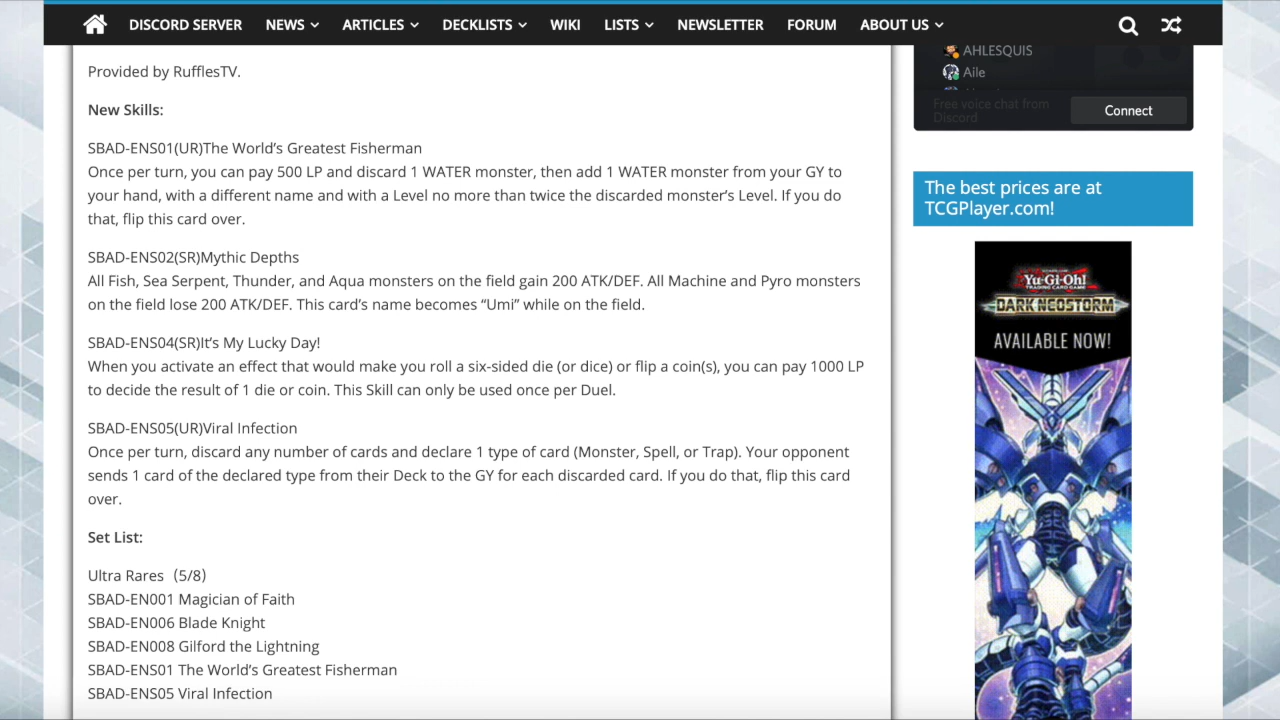 DISCORD SERVER NEWS ARTICLES DECKLISTS WIKI LISTS NEWSLETTER FORUM ABOUT US
Provided by RufflesTV.
New Skills:
SBAD-ENS01(UR)The World’s Greatest Fisherman
Once per turn, you can pay 500 LP and discard 1 WATER monster, then add 1 WATER monster from your GY to
your hand, with a different name and with a Level no more than twice the discarded monster’s Level. If you do
that, flip this card over.
SBAD-ENS02(SR)Mythic Depths
All Fish, Sea Serpent, Thunder, and Aqua monsters on the field gain 200 ATK/DEF. All Machine and Pyro monsters
on the field lose 200 ATK/DEF. This card’s name becomes “Umi” while on the field.
SBAD-ENS04(SR)It’s My Lucky Day!
When you activate an effect that would make you roll a six-sided die (or dice) or flip a coin(s), you can pay 1000 LP
to decide the result of 1 die or coin. This Skill can only be used once per Duel.
SBAD-ENS05(UR)Viral Infection
Once per turn, discard any number of cards and declare 1 type of card (Monster, Spell, or Trap). Your opponent
sends 1 card of the declared type from their Deck to the GY for each discarded card. If you do that, flip this card
over.
Set List:
Ultra Rares（5/8）
SBAD-EN001 Magician of Faith
SBAD-EN006 Blade Knight
SBAD-EN008 Gilford the Lightning
SBAD-ENS01 The World’s Greatest Fisherman
SBAD-ENS05 Viral Infection
AHLESQUIS
Aile
Free voice chat from
Discord
Connect
The best prices are at
TCGPlayer.com!
Yu-Gi-Oh!
TRADING CARD GAME
DARK NEOSTORM
AVAILABLE NOW!